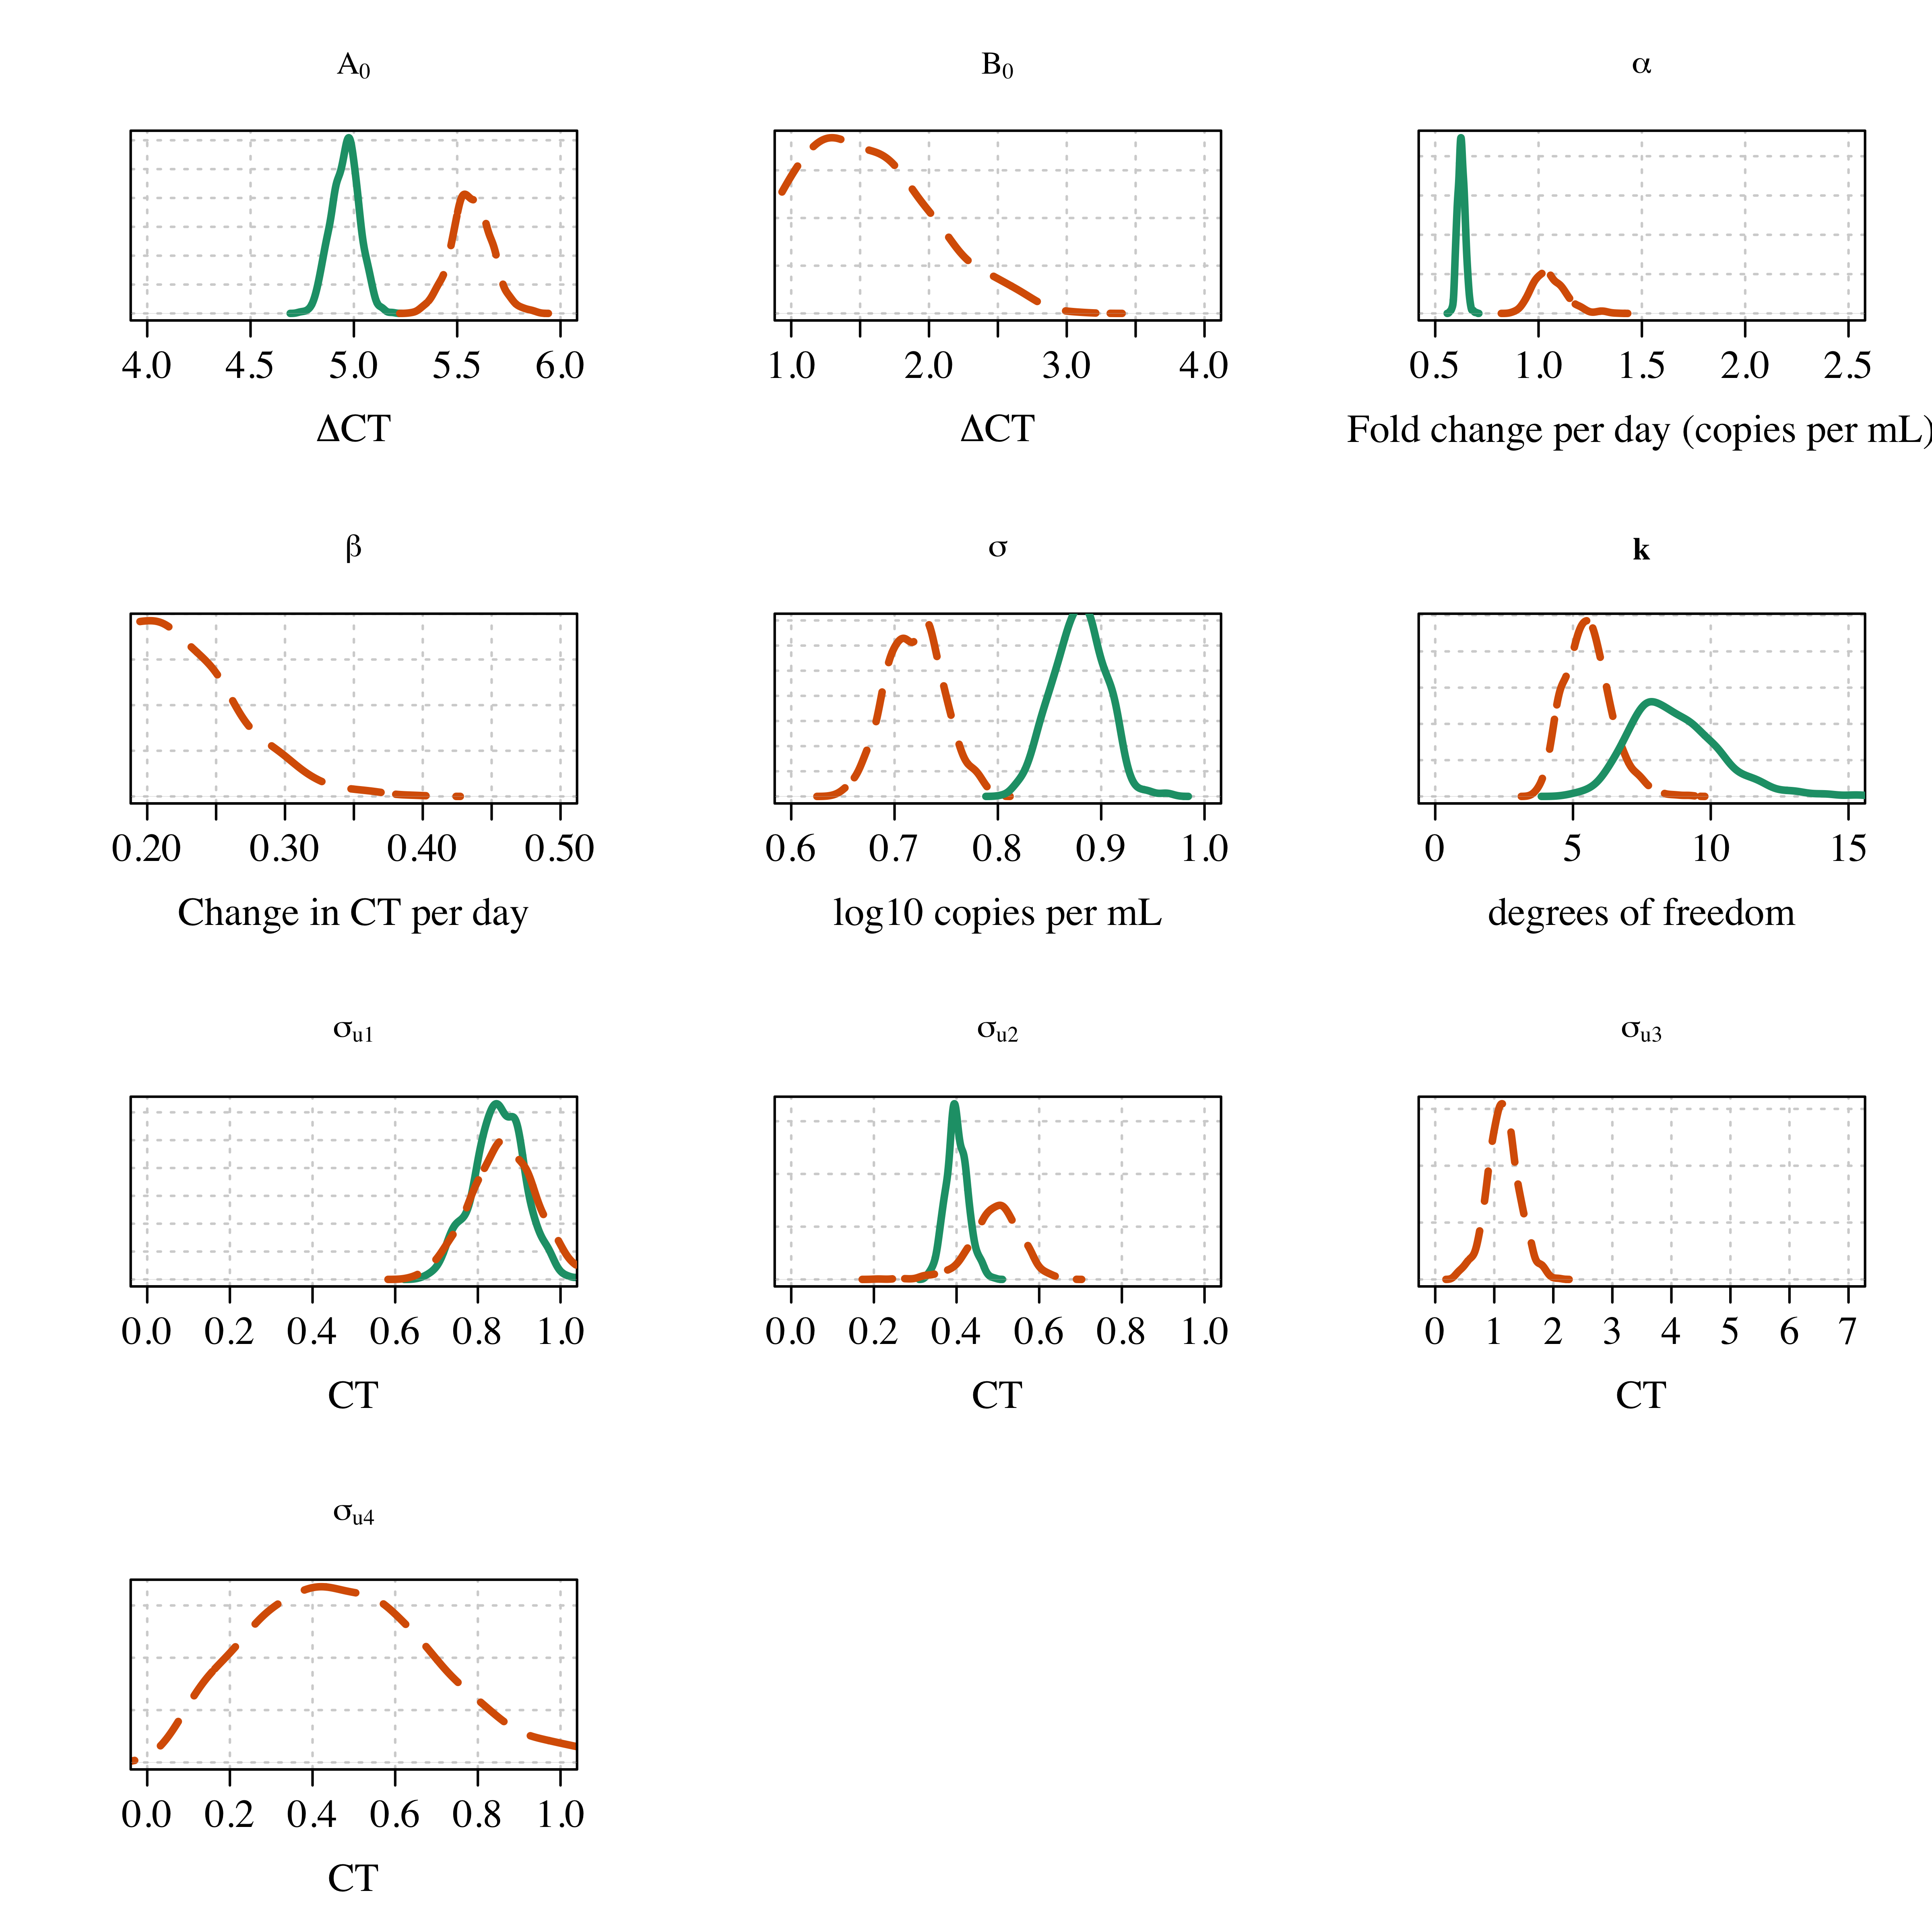 A0 B0 α
4.0 4.5 5.0 5.5 6.0 1.0 2.0 3.0 4.0 0.5 1.0 1.5 2.0 2.5
ΔCT ΔCT Fold change per day (copies per mL)
β σ k
0.20 0.30 0.40 0.50 0.6 0.7 0.8 0.9 1.0 0 5 10 15
Change in CT per day log10 copies per mL degrees of freedom
σu1 σu2 σu3
0.0 0.2 0.4 0.6 0.8 1.0 0.0 0.2 0.4 0.6 0.8 1.0 0 1 2 3 4 5 6 7
CT CT CT
σu4
0.0 0.2 0.4 0.6 0.8 1.0
CT